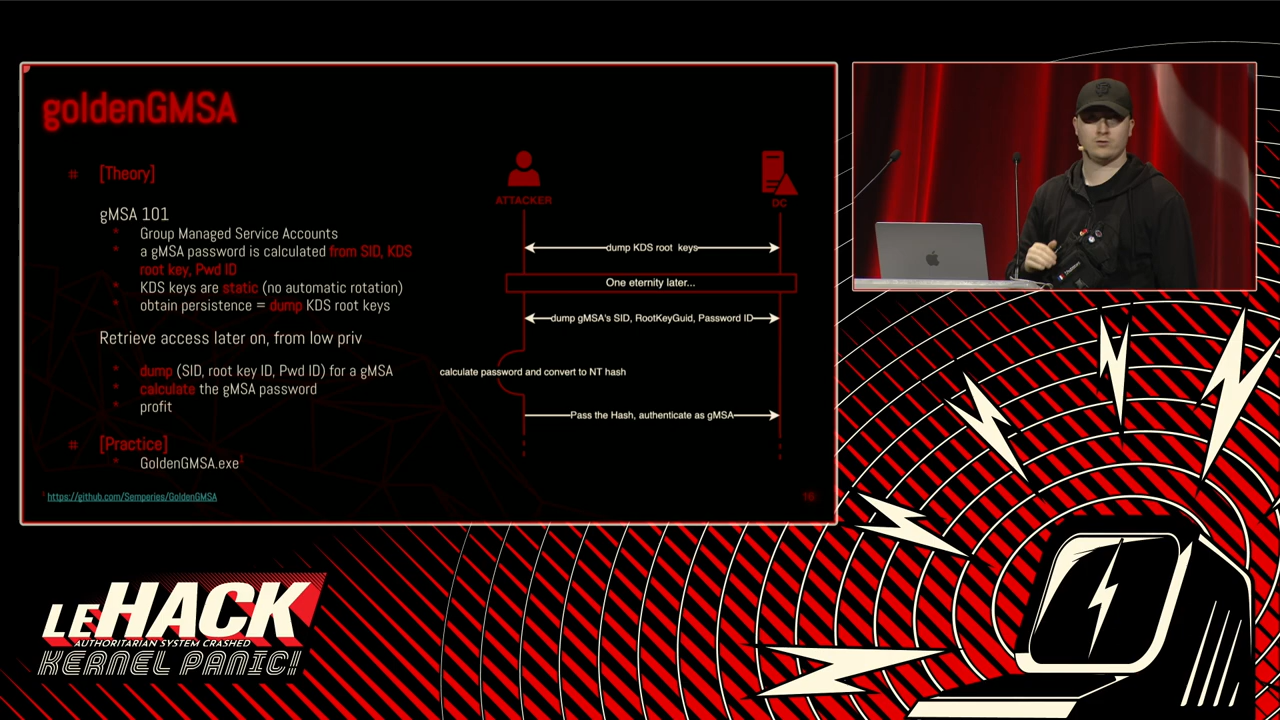 goldenGMSA
# [Theory]
gMSA 101
* Group Managed Service Accounts
* a gMSA password is calculated from SID, KDS
root key, Pwd ID
* KDS keys are static (no automatic rotation)
* obtain persistence = dump KDS root keys
Retrieve access later on, from low priv
* dump (SID, root key ID, Pwd ID) for a gMSA
* calculate the gMSA password
* profit
# [Practice]
* GoldenGMSA.exe¹
¹ https://github.com/Semperies/GoldenGMSA
ATTACKER
DC
dump KDS root keys
One eternity later...
dump gMSA's SID, RootKeyGuid, Password ID
calculate password and convert to NT hash
Pass the Hash, authenticate as gMSA
16
LEHACK
AUTHORITARIAN SYSTEM CRASHED
KERNEL PANIC!